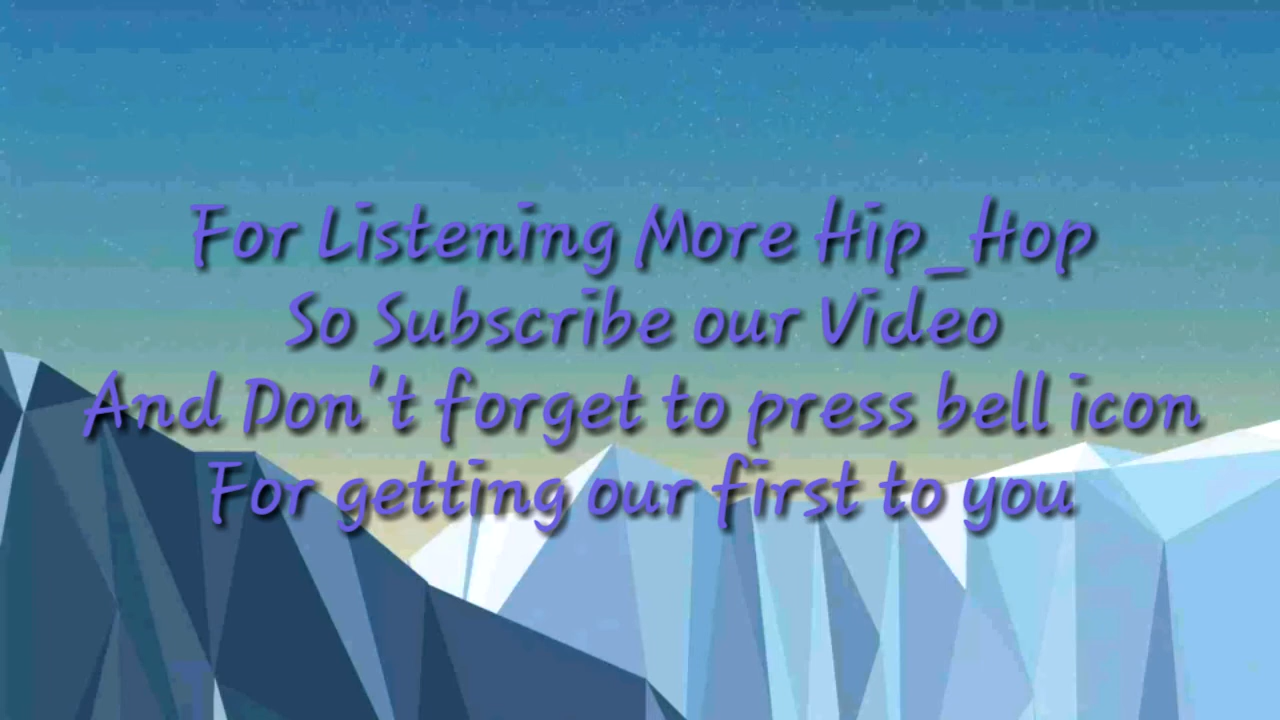 For Listening More Hip_Hop
So Subscribe our Video
And Don't forget to press bell icon
For getting our first to you